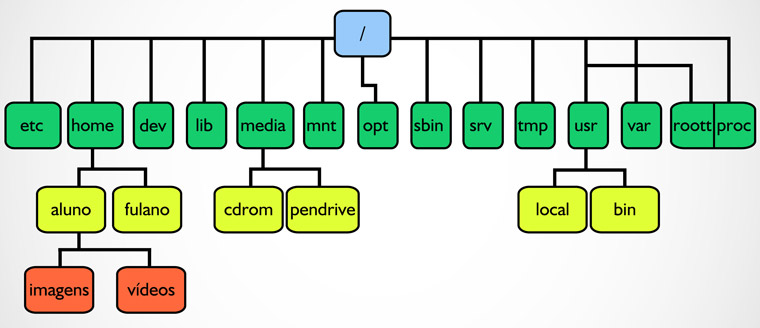 /
etc home dev lib media mnt opt sbin srv tmp usr var roott proc
aluno fulano cdrom pendrive local bin
imagens vídeos